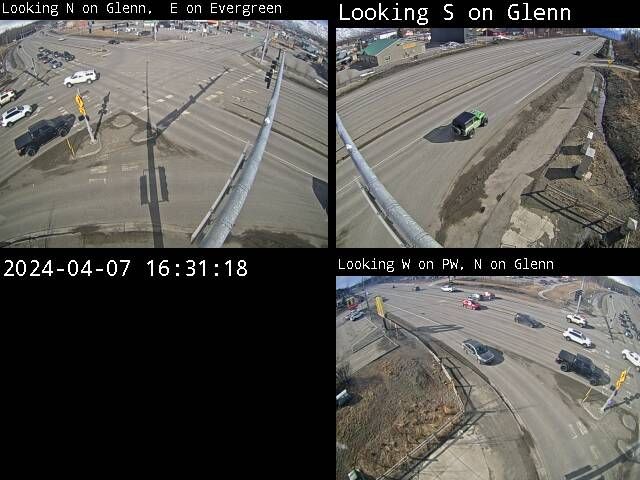 Looking N on Glenn,  E on Evergreen
Looking S on Glenn
2024-04-07 16:31:18
Looking W on PW, N on Glenn